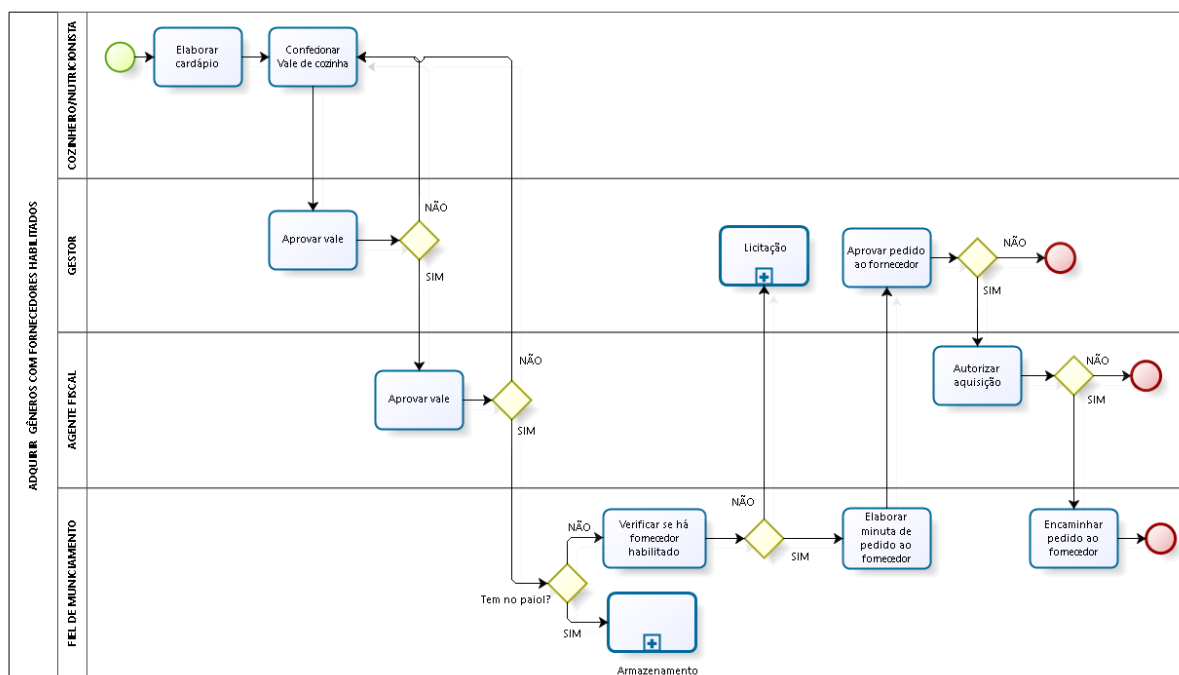 ADQUIRIR GÊNEROS COM FORNECEDORES HABILITADOS
COZINHEIRO/NUTRICIONISTA
Elaborar
cardápio
Confecionar
Vale de cozinha
GESTOR
Aprovar vale
NÃO
SIM
Licitação
Aprovar pedido
ao fornecedor
NÃO
SIM
AGENTE FISCAL
Aprovar vale
NÃO
SIM
Autorizar
aquisição
NÃO
SIM
FIEL DE MUNICIAMENTO
Tem no paiol?
NÃO
SIM
Verificar se há
fornecedor
habilitado
Armazenamento
NÃO
SIM
Elaborar
minuta de
pedido ao
fornecedor
Encaminhar
pedido ao
fornecedor